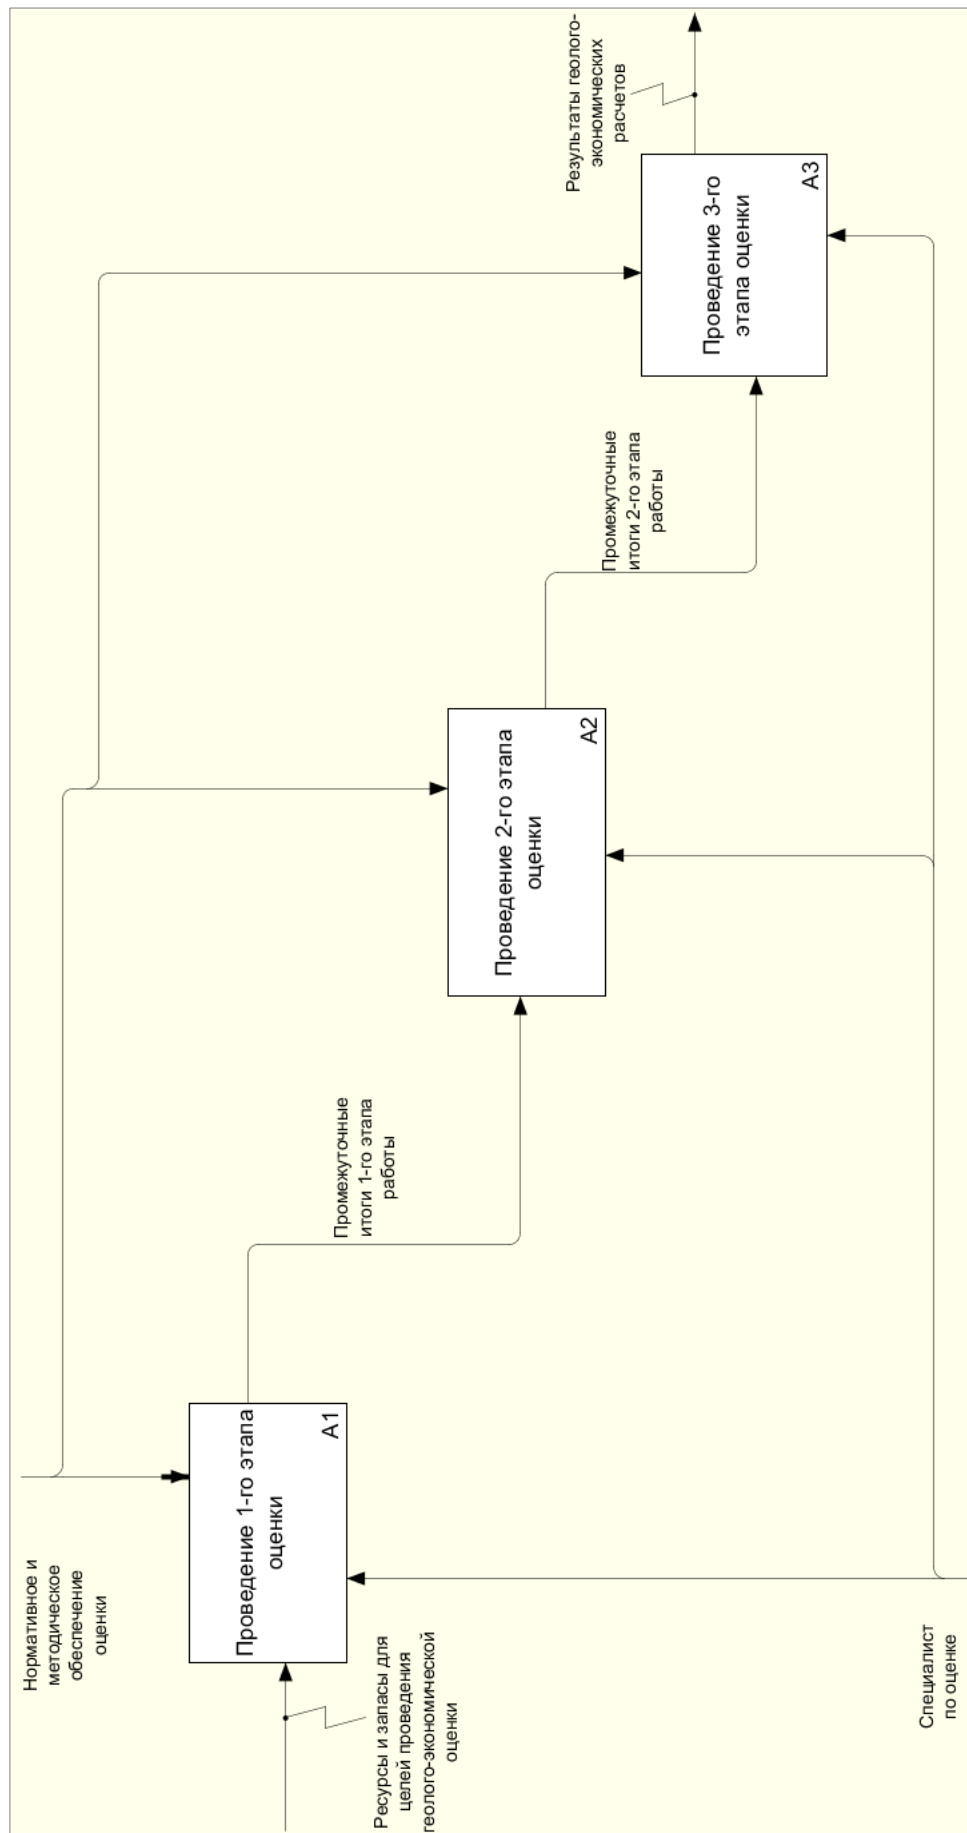 Нормативное и
методическое
обеспечение
оценки
Ресурсы и запасы для
целей проведения
геолого-экономической
оценки
Проведение 1-го этапа
оценки
A1
Промежуточные
итоги 1-го этапа
работы
Проведение 2-го этапа
оценки
A2
Промежуточные
итоги 2-го этапа
работы
Проведение 3-го
этапа оценки
A3
Результаты геолого-
экономических
расчетов
Специалист
по оценке